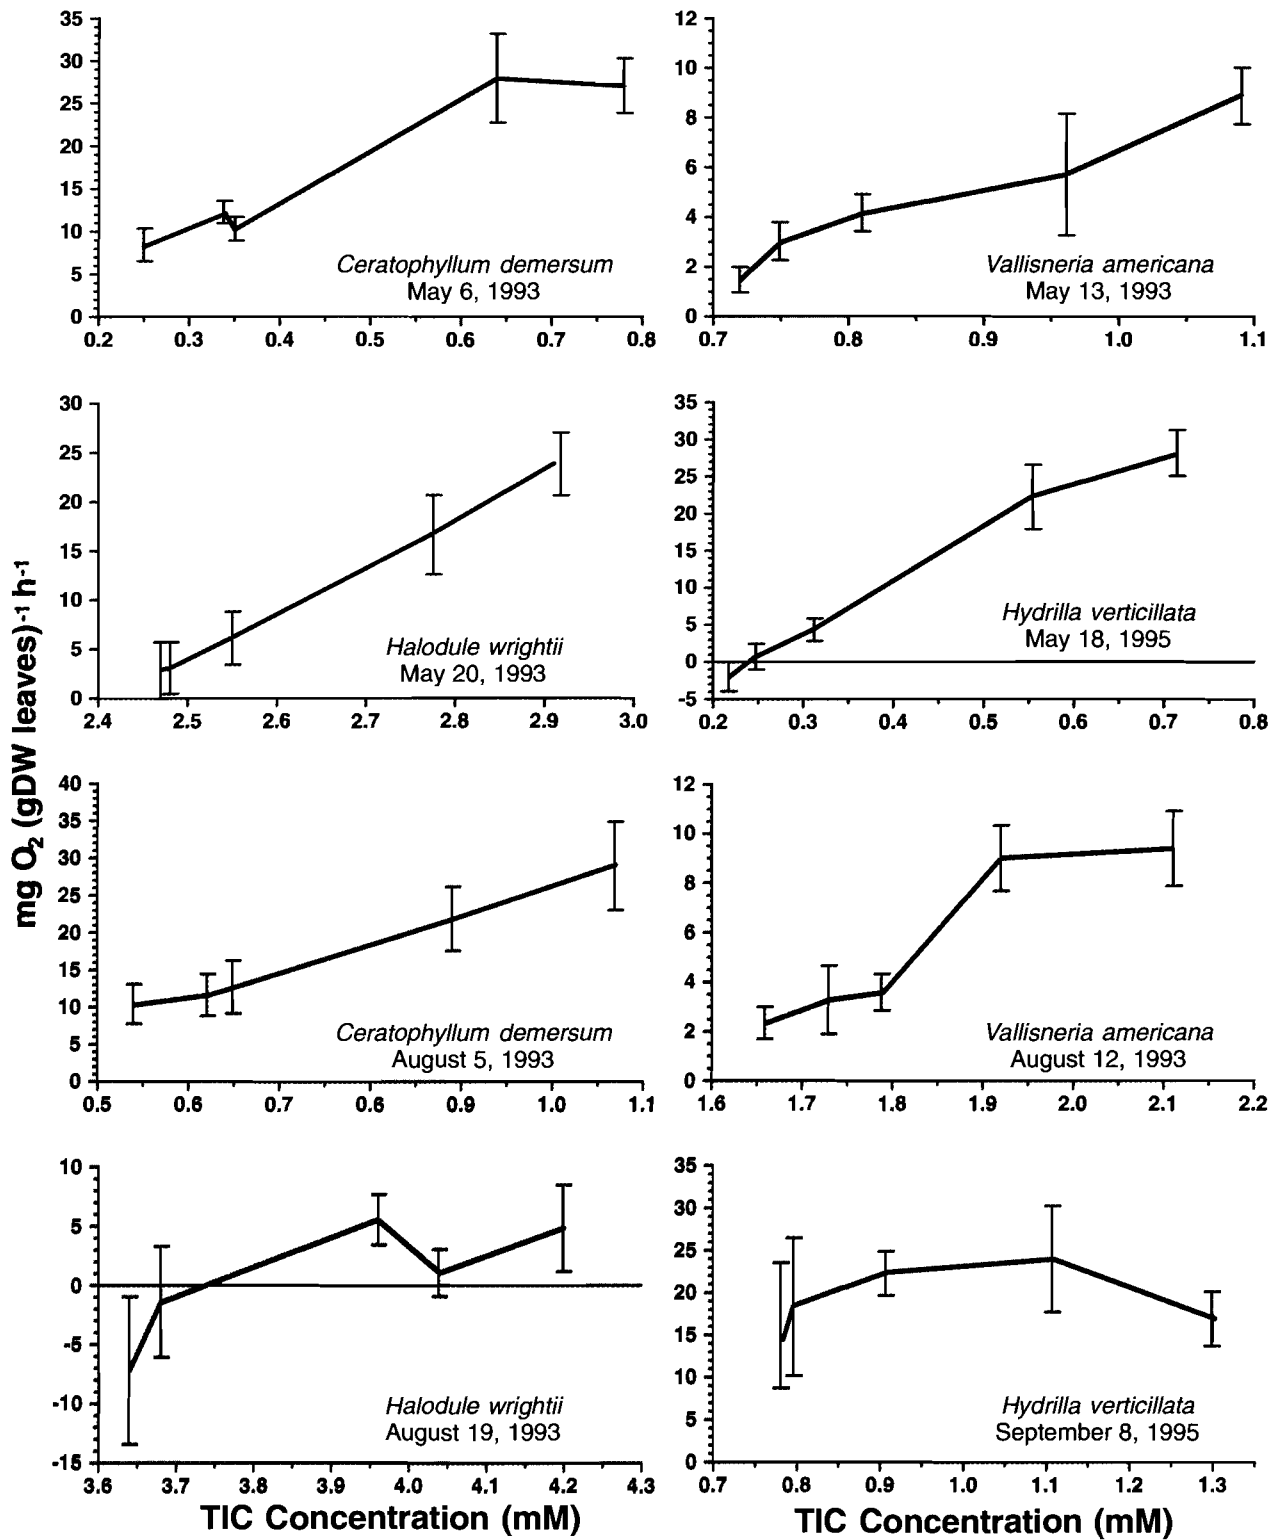 35
30
25
20
15
10
5
0
0.2 0.3 0.4 0.5 0.6 0.7 0.8
Ceratophyllum demersum
May 6, 1993
12
10
8
6
4
2
0
0.7 0.8 0.9 1.0 1.1
Vallisneria americana
May 13, 1993
30
25
20
15
10
5
0
2.4 2.5 2.6 2.7 2.8 2.9 3.0
Halodule wrightii
May 20, 1993
35
30
25
20
15
10
5
0
-5
0.2 0.3 0.4 0.5 0.6 0.7 0.8
Hydrilla verticillata
May 18, 1995
mg O₂ (gDW leaves)⁻¹ h⁻¹
40
35
30
25
20
15
10
5
0
0.5 0.6 0.7 0.8 0.9 1.0 1.1
Ceratophyllum demersum
August 5, 1993
12
10
8
6
4
2
0
1.6 1.7 1.8 1.9 2.0 2.1 2.2
Vallisneria americana
August 12, 1993
10
5
0
-5
-10
-15
3.6 3.7 3.8 3.9 4.0 4.1 4.2 4.3
Halodule wrightii
August 19, 1993
TIC Concentration (mM)
35
30
25
20
15
10
5
0
0.7 0.8 0.9 1.0 1.1 1.2 1.3
Hydrilla verticillata
September 8, 1995
TIC Concentration (mM)